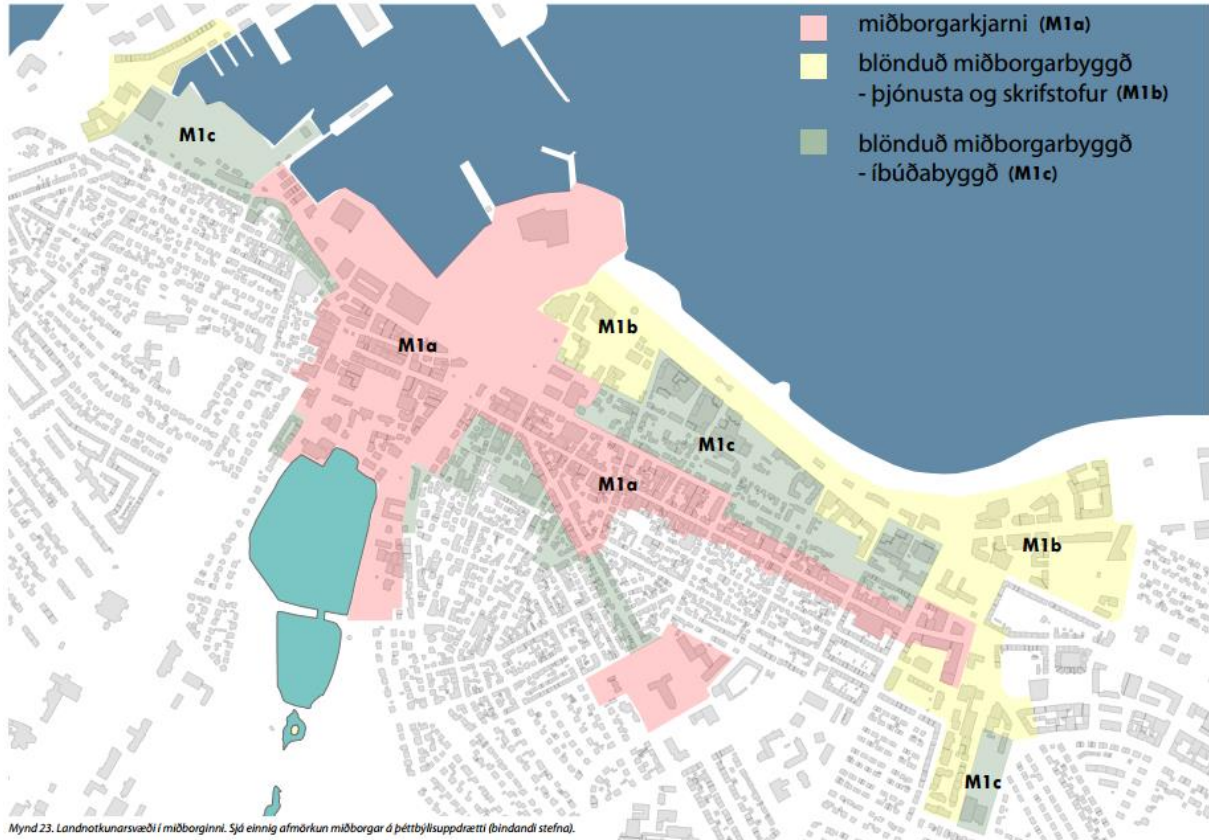 miðborgarkjarni (M1a)
blönduð miðborgarbyggð
- þjónusta og skrifstofur (M1b)
blönduð miðborgarbyggð
- íbúðabyggð (M1c)
M1c
M1b
M1a
M1c
M1a
M1b
M1c
Mynd 23. Landnotkunarsvæði í miðborginni. Sjá einnig afmörkun miðborgar á þéttbýlisuppdrætti (bindandi stefna).